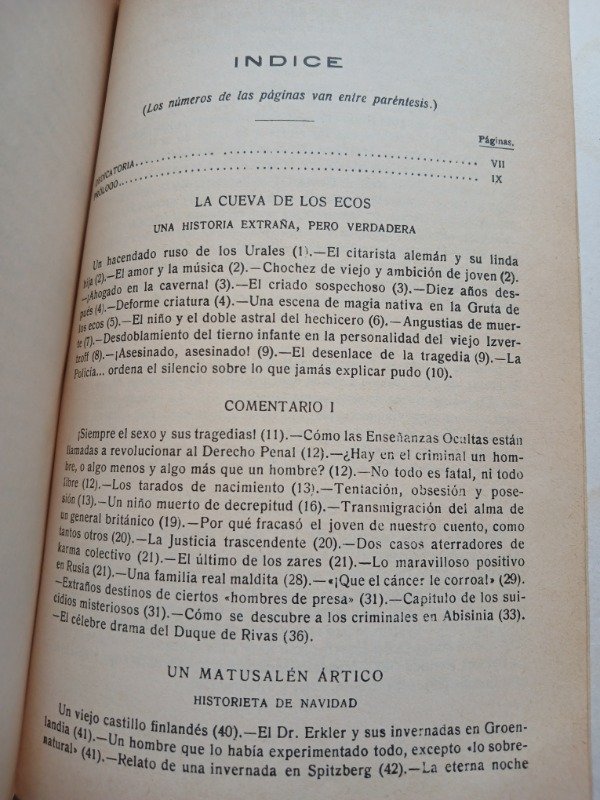 INDICE
(Los números de las páginas van entre paréntesis.)
Páginas.
DEDICATORIA........................................ VII
PRÓLOGO........................................ IX
LA CUEVA DE LOS ECOS
UNA HISTORIA EXTRAÑA, PERO VERDADERA
Un hacendado ruso de los Urales (1).—El citarista alemán y su linda
hija (2).—El amor y la música (2).—Chochez de viejo y ambición de joven (2).
—¡Ahogado en la caverna! (3).—El criado sospechoso (3).—Diez años des-
pués (4).—Deforme criatura (4).—Una escena de magia nativa en la Gruta de
los ecos (5).—El niño y el doble astral del hechicero (6).—Angustias de muer-
te (7).—Desdoblamiento del tierno infante en la personalidad del viejo Izver-
tzoff (8).—¡Asesinado, asesinado! (9).—El desenlace de la tragedia (9).—La
Policía... ordena el silencio sobre lo que jamás explicar pudo (10).
COMENTARIO I
¡Siempre el sexo y sus tragedias! (11).—Cómo las Enseñanzas Ocultas están
llamadas a revolucionar al Derecho Penal (12).—¿Hay en el criminal un hom-
bre, o algo menos y algo más que un hombre? (12).—No todo es fatal, ni todo
libre (12).—Los tarados de nacimiento (13).—Tentación, obsesión y pose-
sión (13).—Un niño muerto de decrepitud (16).—Transmigración del alma de
un general británico (19).—Por qué fracasó el joven de nuestro cuento, como
tantos otros (20).—La Justicia trascendente (20).—Dos casos aterradores de
karma colectivo (21).—El último de los zares (21).—Lo maravilloso positivo
en Rusia (21).—Una familia real maldita (28).—«¡Que el cáncer le corroa!» (29).
—Extraños destinos de ciertos «hombres de presa» (31).—Capítulo de los sui-
cidios misteriosos (31).—Cómo se descubre a los criminales en Abisinia (33).
—El célebre drama del Duque de Rivas (36).
UN MATUSALÉN ÁRTICO
HISTORIETA DE NAVIDAD
Un viejo castillo finlandés (40).—El Dr. Erkler y sus invernadas en Groen-
landia (41).—Un hombre que lo había experimentado todo, excepto «lo sobre-
natural» (41).—Relato de una invernada en Spitzberg (42).—La eterna noche